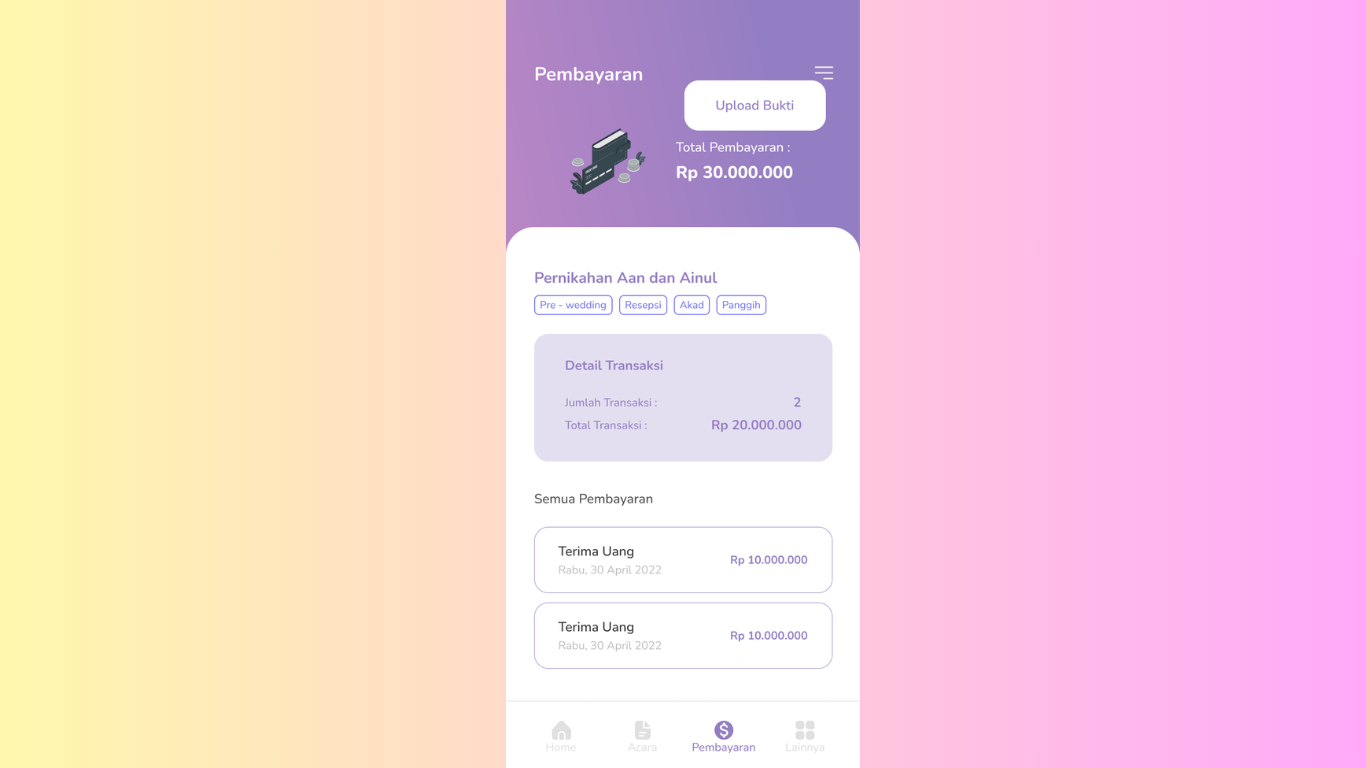 Pembayaran
Upload Bukti
Total Pembayaran :
Rp 30.000.000
Pernikahan Aan dan Ainul
Pre - wedding Resepsi Akad Panggih
Detail Transaksi
Jumlah Transaksi : 2
Total Transaksi : Rp 20.000.000
Semua Pembayaran
Terima Uang
Rabu, 30 April 2022
Rp 10.000.000
Terima Uang
Rabu, 30 April 2022
Rp 10.000.000
Home Acara Pembayaran Lainnya